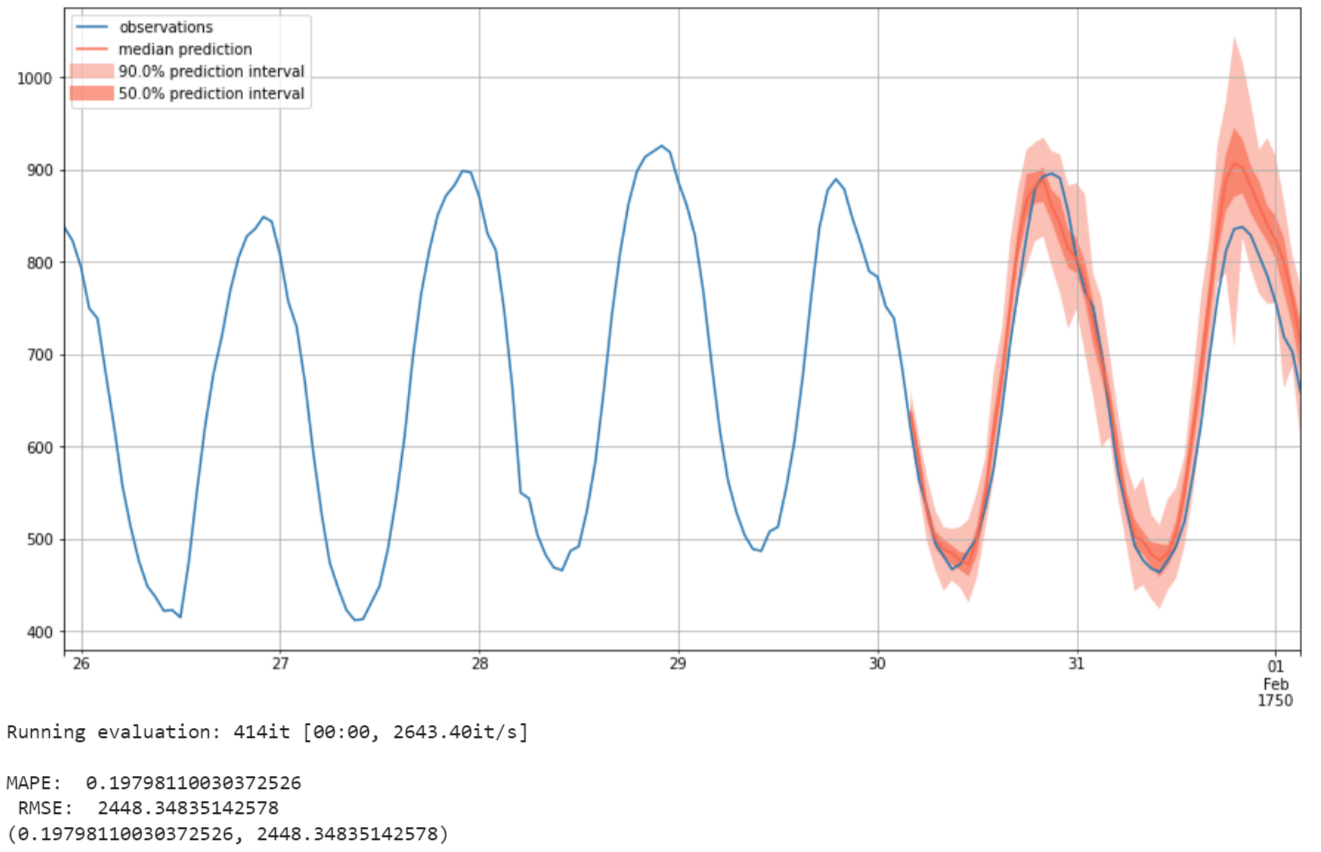 observations
median prediction
90.0% prediction interval
50.0% prediction interval
1000
900
800
700
600
500
400
26 27 28 29 30 31 01
Feb
1750
Running evaluation: 414it [00:00, 2643.40it/s]
MAPE:  0.19798110030372526
 RMSE:  2448.34835142578
(0.19798110030372526, 2448.34835142578)